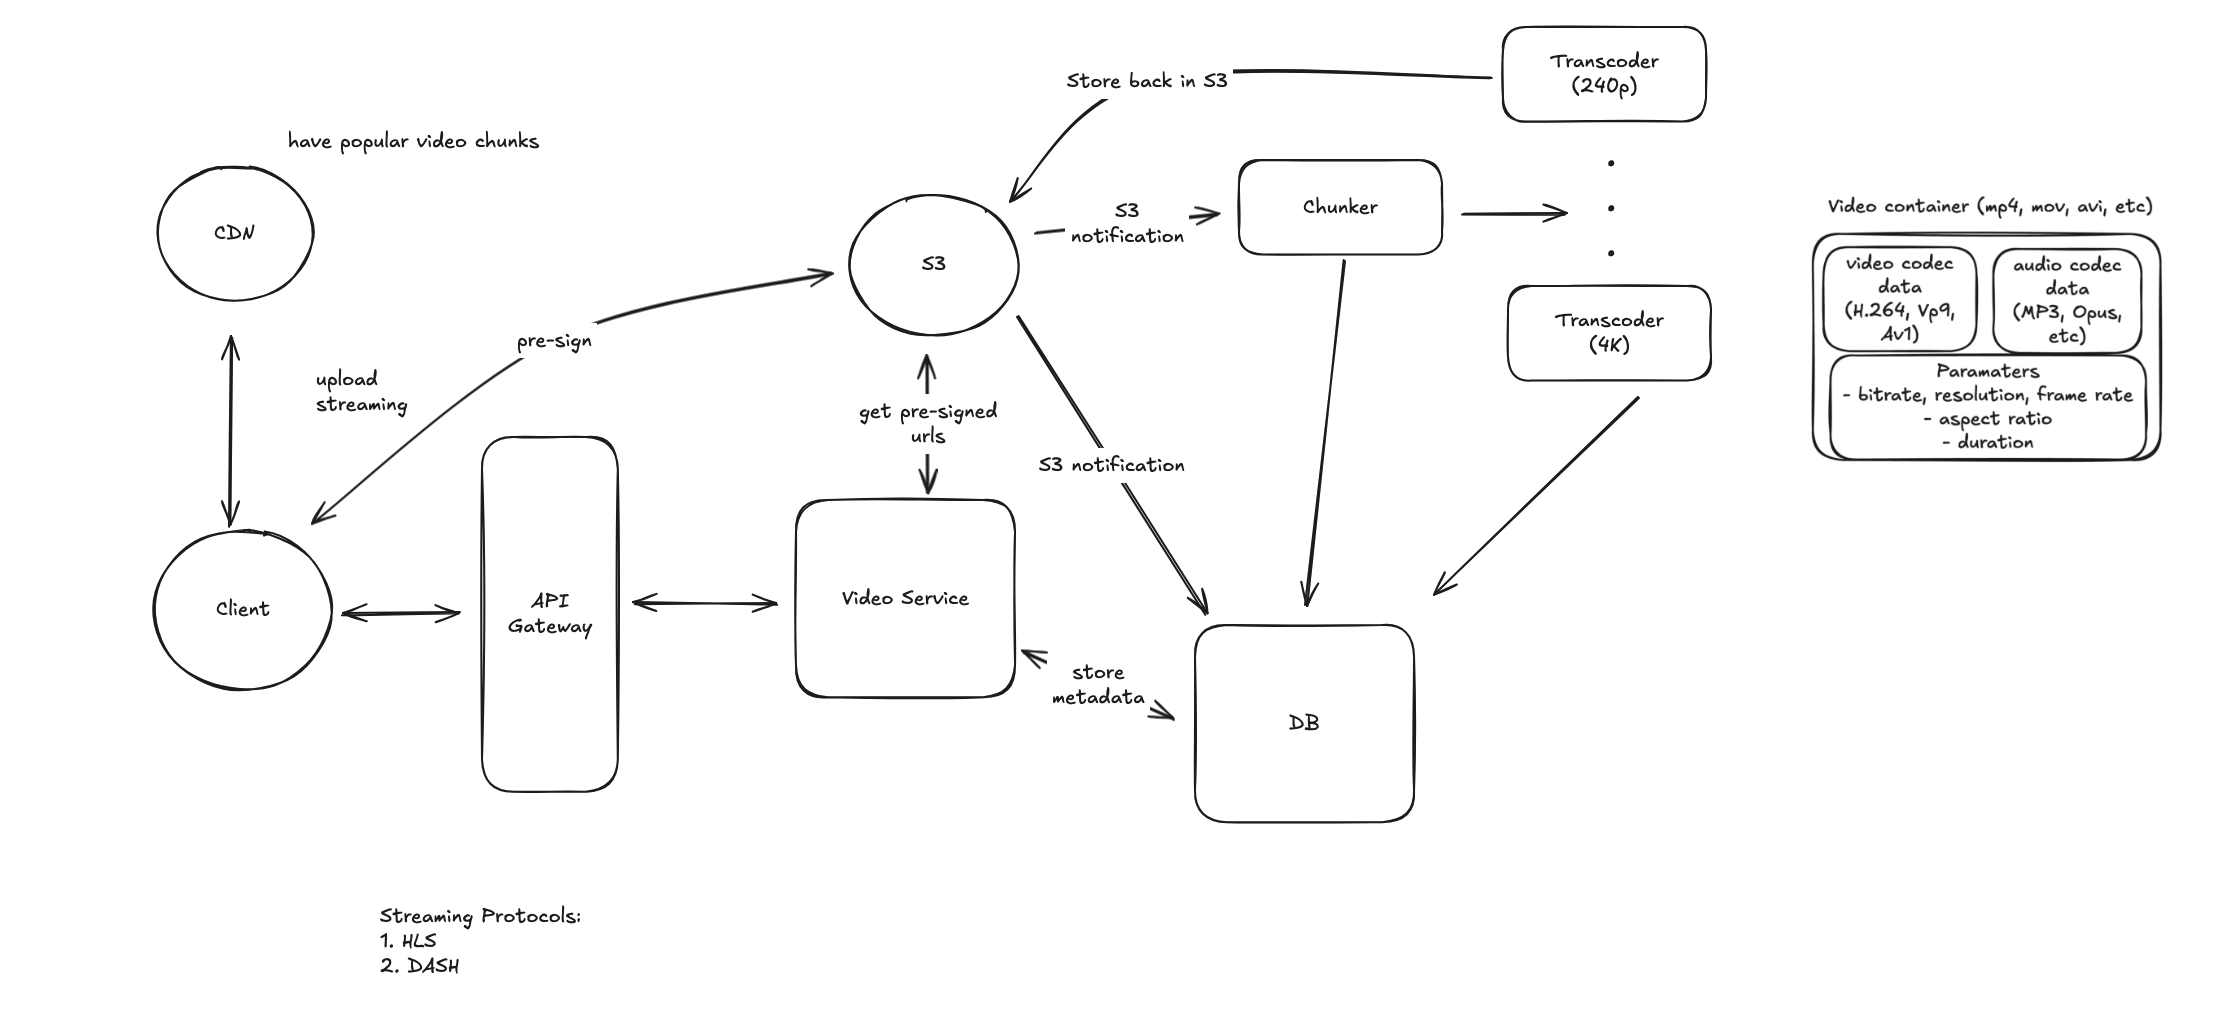 Transcoder
(240p)
Store back in S3
have popular video chunks
CDN
S3
S3
notification
Chunker
Transcoder
(4K)
Video container (mp4, mov, avi, etc)
video codec
data
(H.264, Vp9,
Av1)
audio codec
data
(MP3, Opus,
etc)
Paramaters
- bitrate, resolution, frame rate
- aspect ratio
- duration
pre-sign
upload
streaming
get pre-signed
urls
S3 notification
Client
API
Gateway
Video Service
store
metadata
DB
Streaming Protocols:
1. HLS
2. DASH